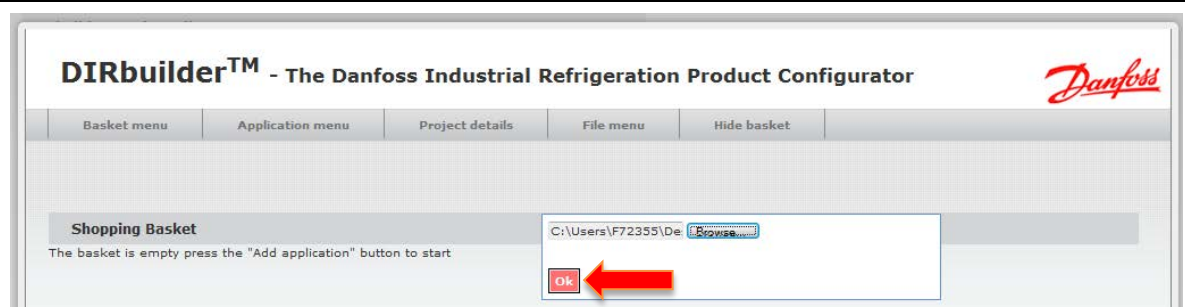 DIRbuilder™ - The Danfoss Industrial Refrigeration Product Configurator
Danfoss
Basket menu Application menu Project details File menu Hide basket
Shopping Basket
C:\Users\F72355\De Browse...
The basket is empty press the "Add application" button to start
Ok